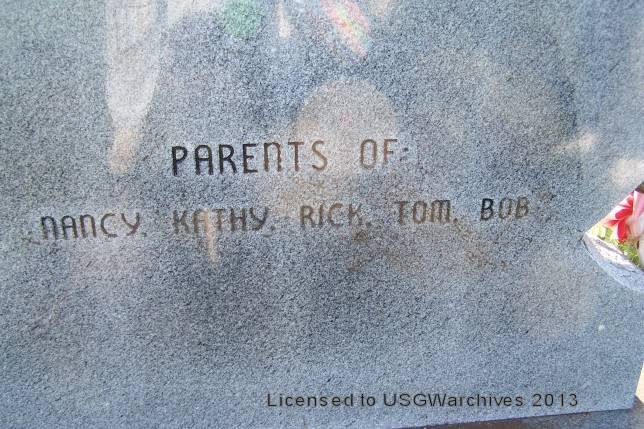 PARENTS OF:
NANCY, KATHY, RICK, TOM, BOB
Licensed to USGWarchives 2013